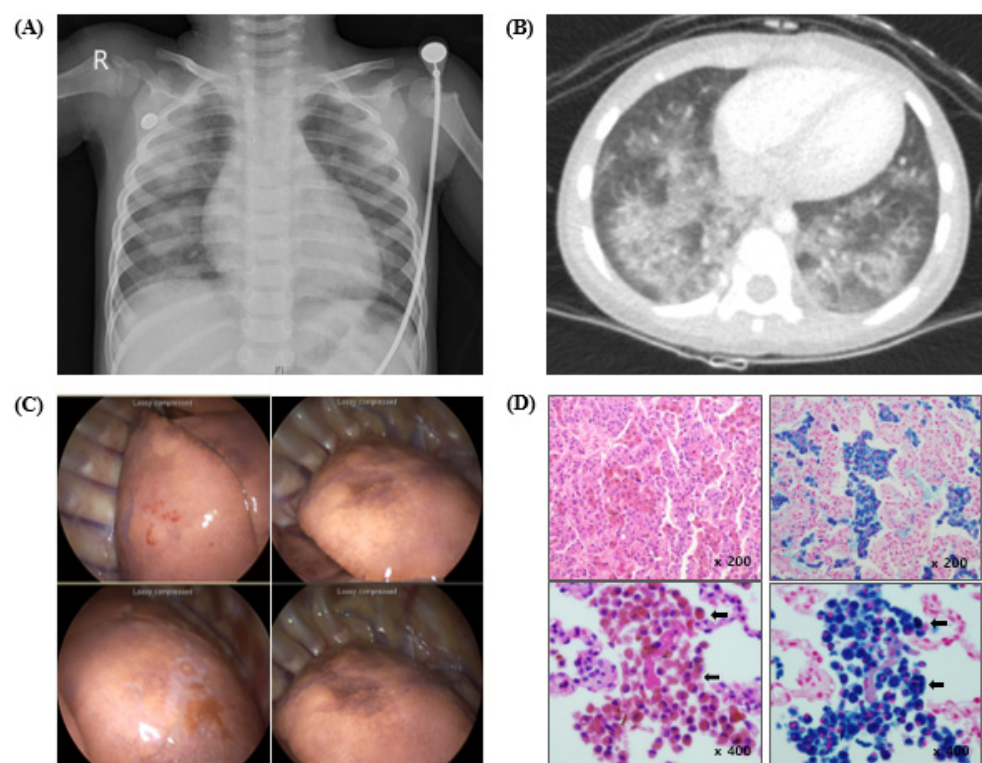 (A)
R
(B)
(C)
Lossy compressed
Lossy compressed
Lossy compressed
Lossy compressed
(D)
x 200
x 200
x 400
x 400